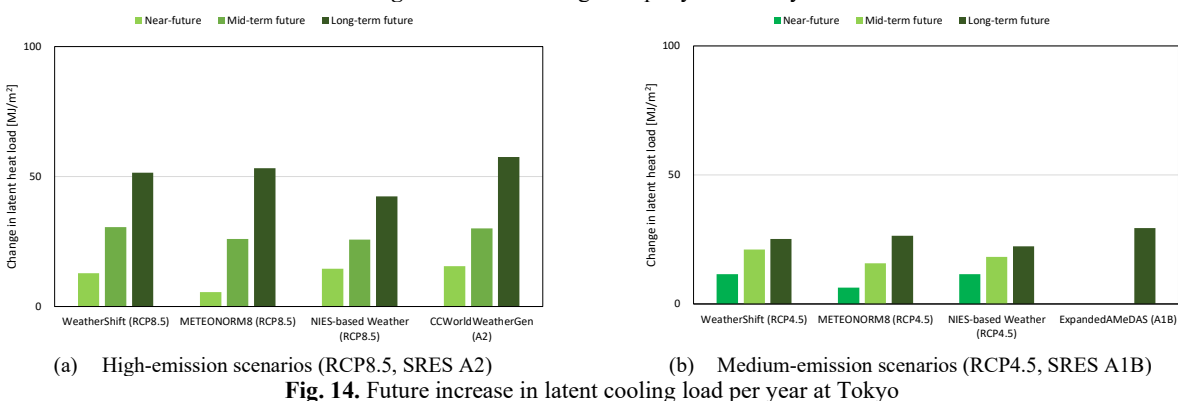 Near-future Mid-term future Long-term future
100
50
0
Change in latent heat load [MJ/m²]
WeatherShift (RCP8.5) METEONORM8 (RCP8.5) NIES-based Weather (RCP8.5) CCWorldWeatherGen (A2)
(a) High-emission scenarios (RCP8.5, SRES A2)
Near-future Mid-term future Long-term future
100
50
0
Change in latent heat load [MJ/m²]
WeatherShift (RCP4.5) METEONORM8 (RCP4.5) NIES-based Weather (RCP4.5) ExpandedAMeDAS (A1B)
(b) Medium-emission scenarios (RCP4.5, SRES A1B)
Fig. 14. Future increase in latent cooling load per year at Tokyo